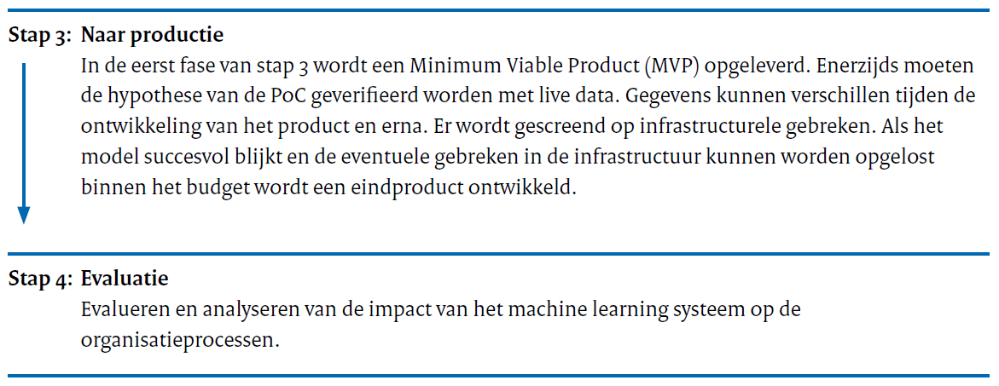 Stap 3: Naar productie
In de eerst fase van stap 3 wordt een Minimum Viable Product (MVP) opgeleverd. Enerzijds moeten
de hypothese van de PoC geverifieerd worden met live data. Gegevens kunnen verschillen tijden de
ontwikkeling van het product en erna. Er wordt gescreend op infrastructurele gebreken. Als het
model succesvol blijkt en de eventuele gebreken in de infrastructuur kunnen worden opgelost
binnen het budget wordt een eindproduct ontwikkeld.
Stap 4: Evaluatie
Evalueren en analyseren van de impact van het machine learning systeem op de
organisatieprocessen.